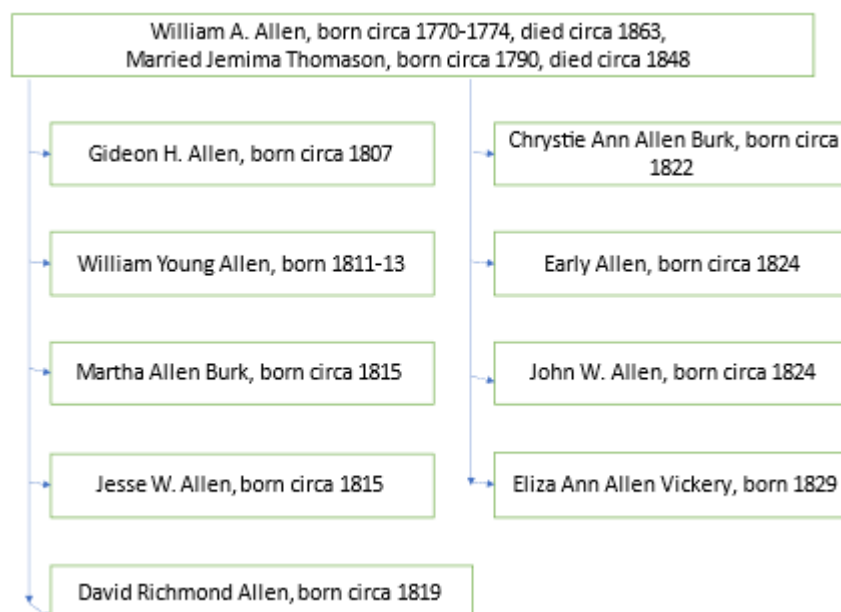 William A. Allen, born circa 1770-1774, died circa 1863,
Married Jemima Thomason, born circa 1790, died circa 1848
Gideon H. Allen, born circa 1807
William Young Allen, born 1811-13
Martha Allen Burk, born circa 1815
Jesse W. Allen, born circa 1815
David Richmond Allen, born circa 1819
Chrystie Ann Allen Burk, born circa
1822
Early Allen, born circa 1824
John W. Allen, born circa 1824
Eliza Ann Allen Vickery, born 1829